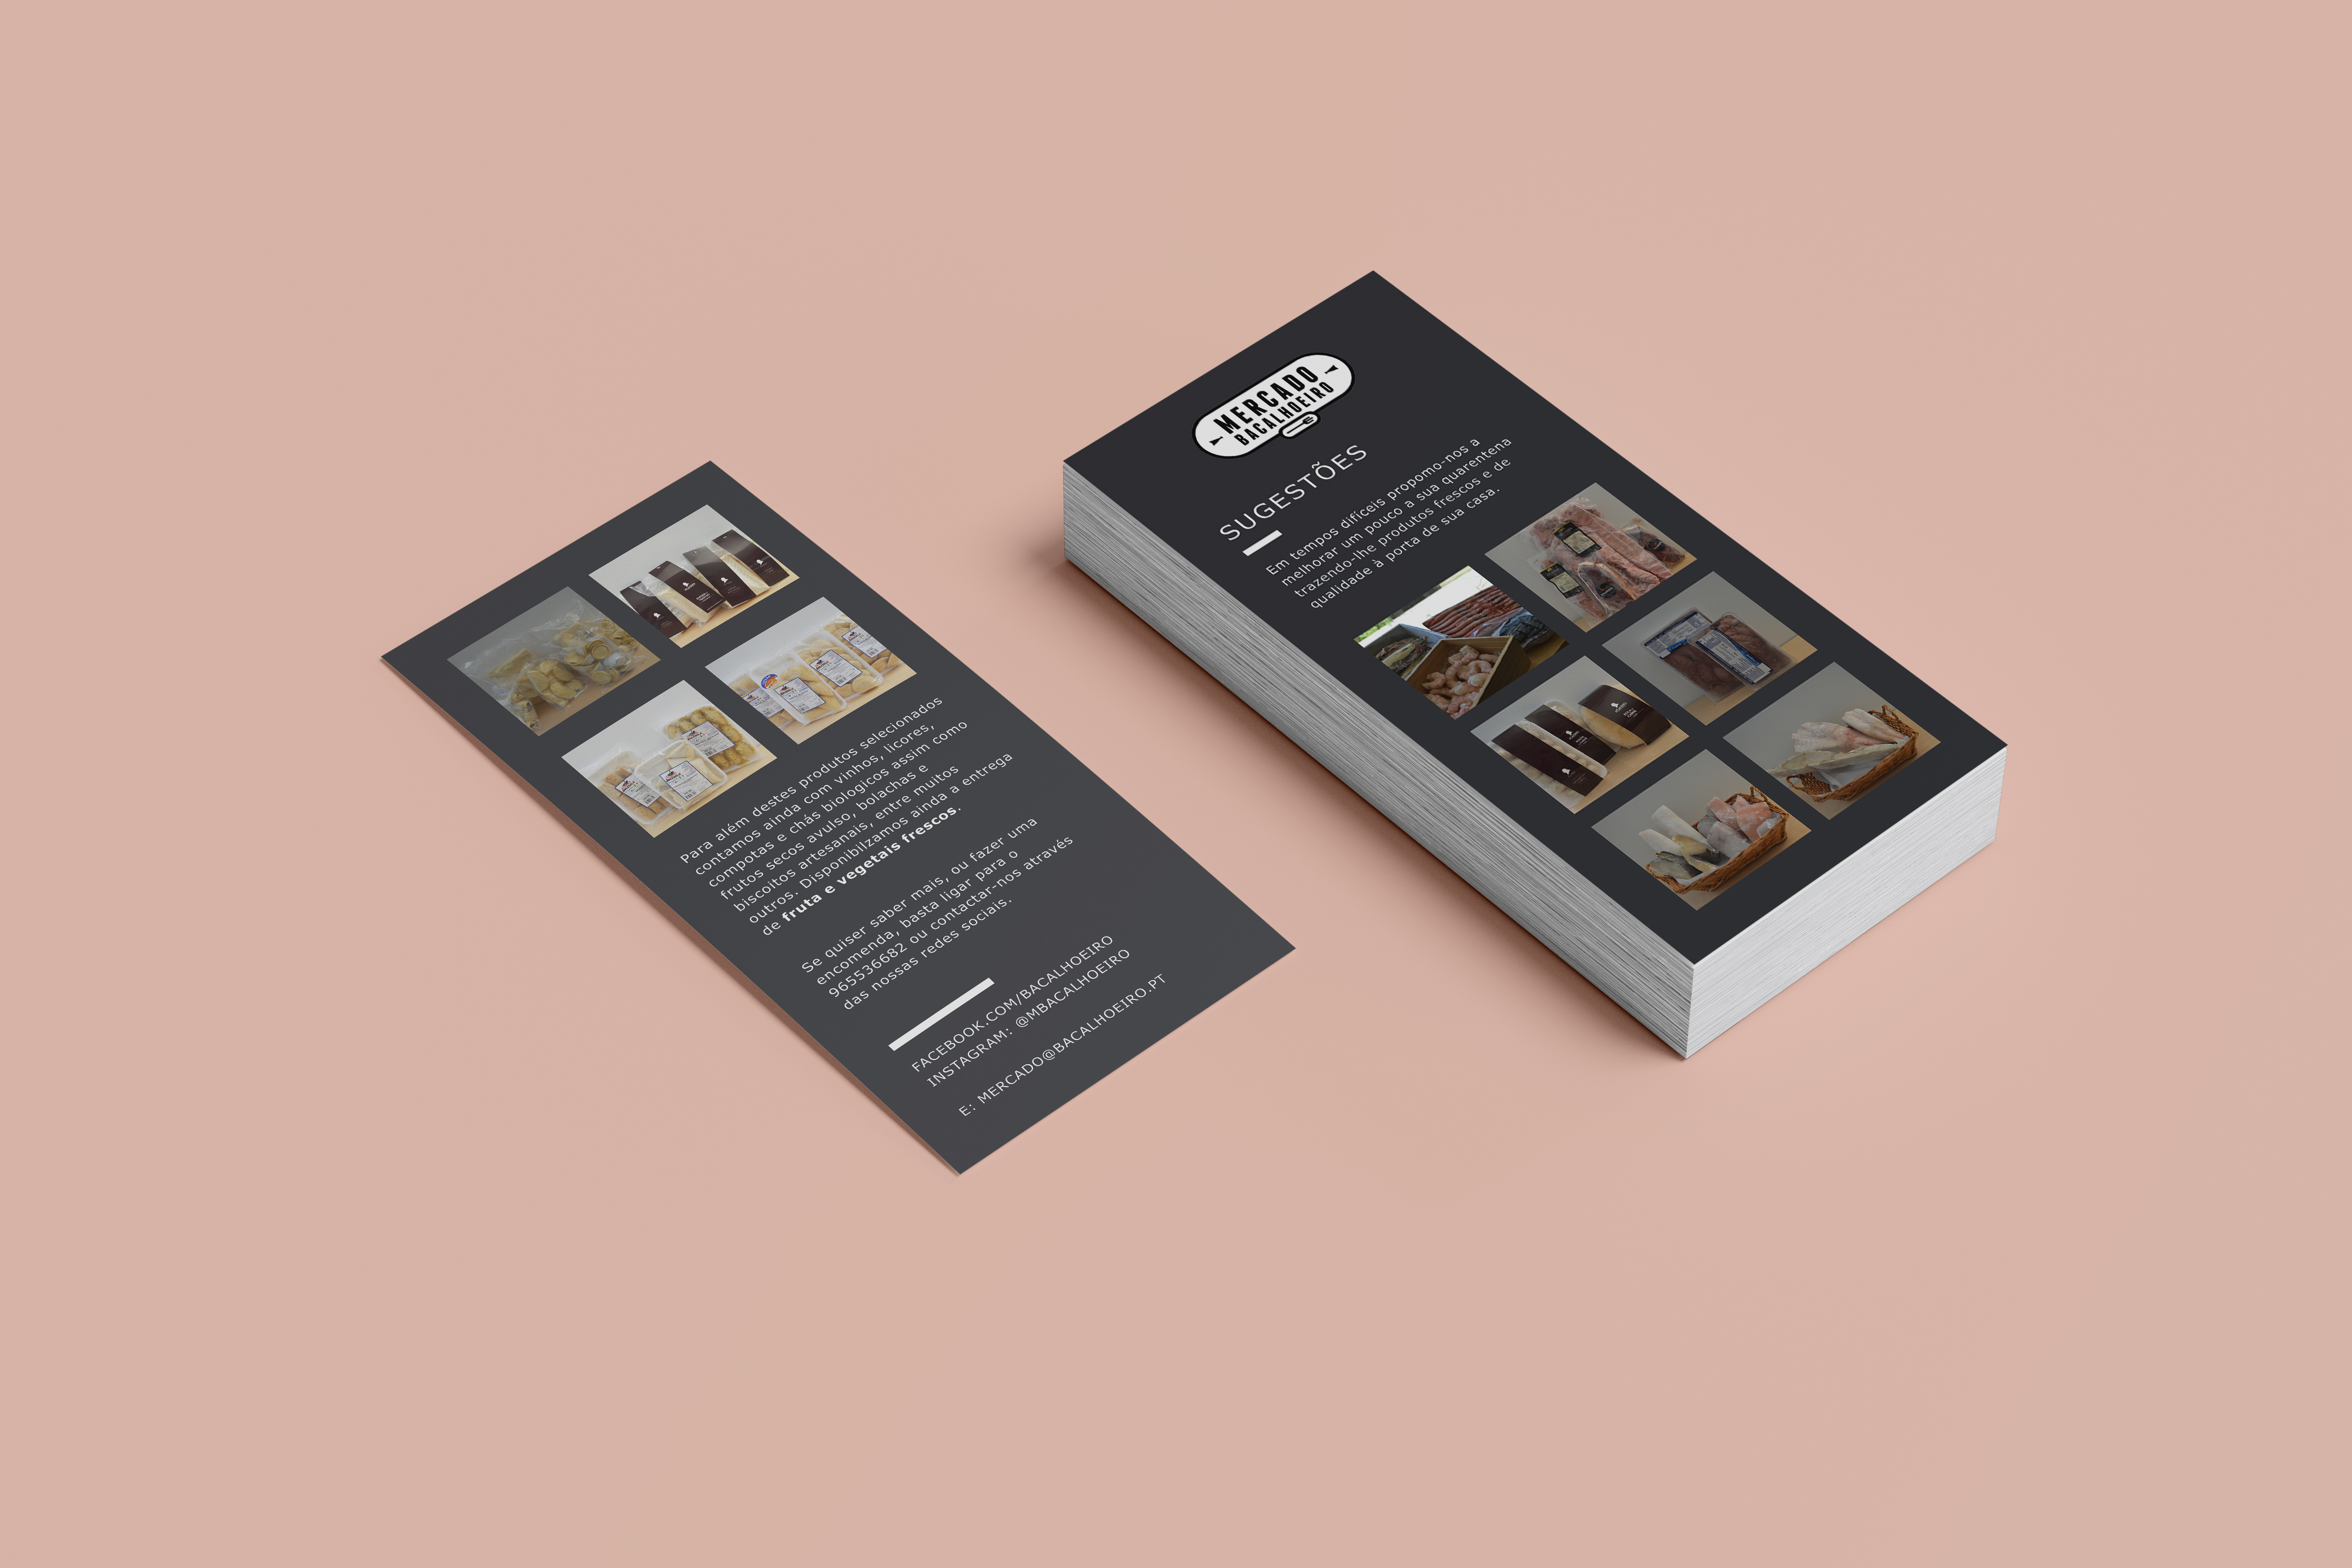 MERCADO
BACALHOEIRO
SUGESTÕES
Em tempos difíceis propomo-nos a
melhorar um pouco a sua quarentena
trazendo-lhe produtos frescos e de
qualidade à porta de sua casa.
Para além destes produtos selecionados
contamos ainda com vinhos, licores,
compotas e chás biologicos assim como
frutos secos avulso, bolachas e
biscoitos artesanais, entre muitos
outros. Disponibilzamos ainda a entrega
de fruta e vegetais frescos.
Se quiser saber mais, ou fazer uma
encomenda, basta ligar para o
965536682 ou contactar-nos através
das nossas redes sociais.
FACEBOOK.COM/BACALHOEIRO
INSTAGRAM: @MBACALHOEIRO
E: MERCADO@BACALHOEIRO.PT